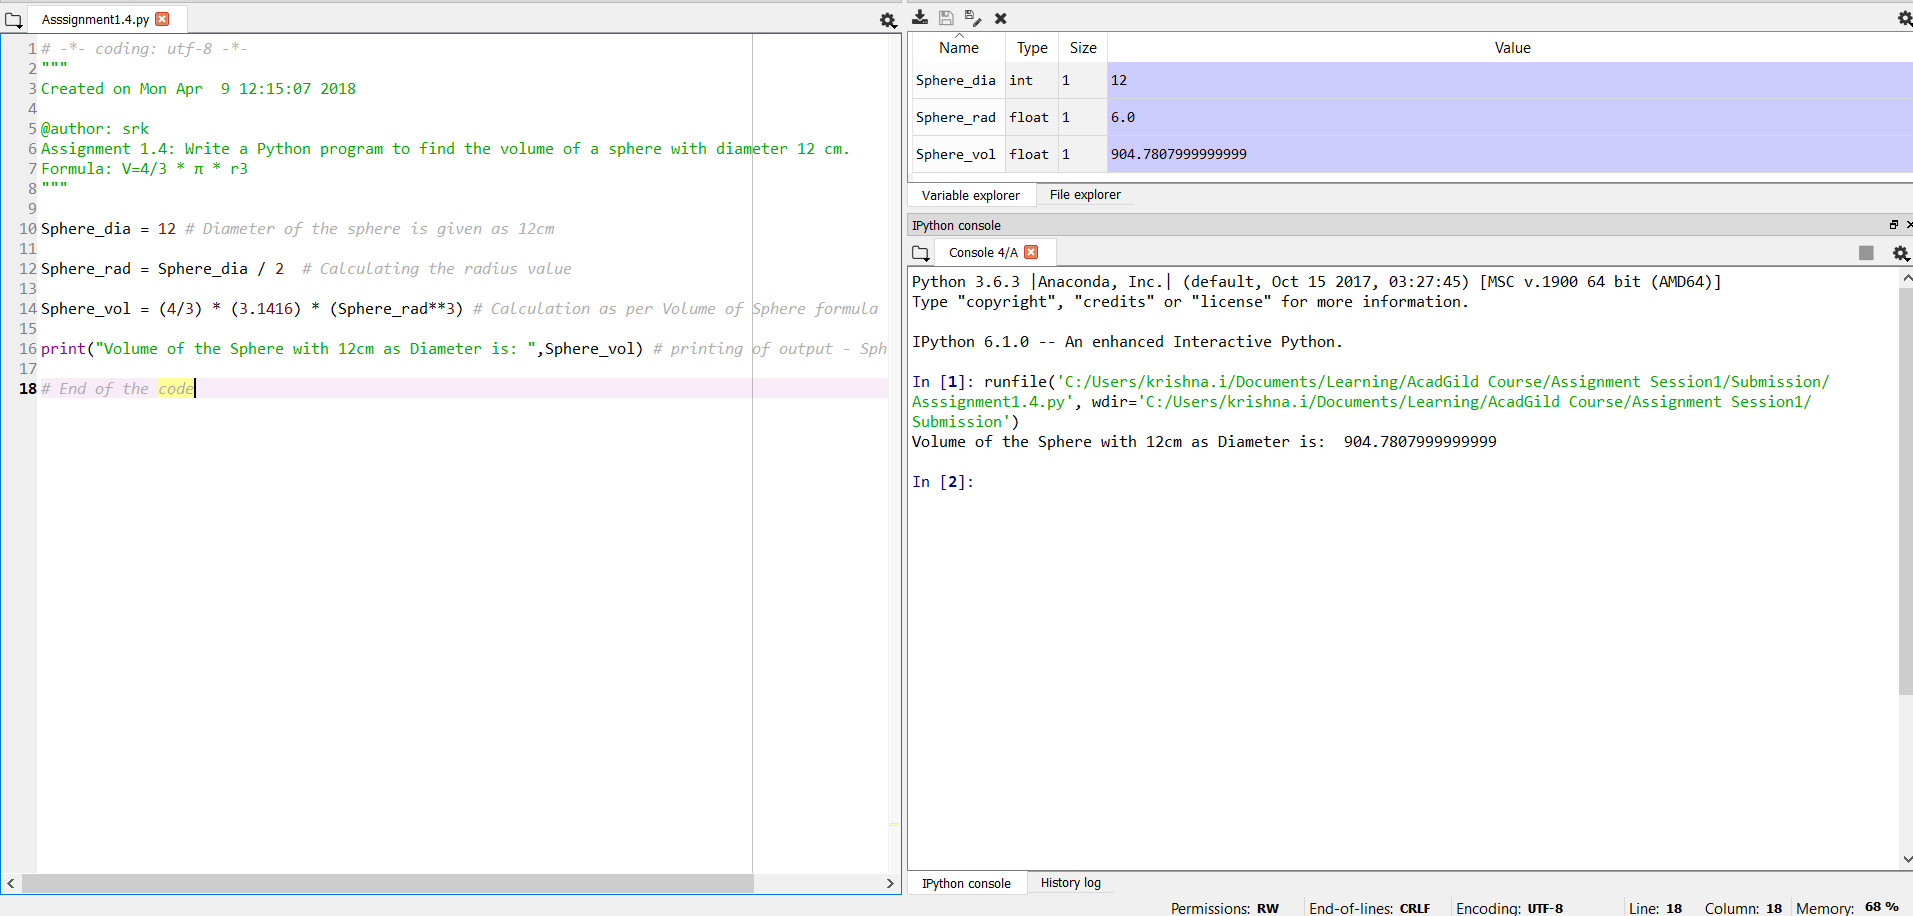 Asssignment1.4.py
1 # -*- coding: utf-8 -*-
2 """
3 Created on Mon Apr  9 12:15:07 2018
4
5 @author: srk
6 Assignment 1.4: Write a Python program to find the volume of a sphere with diameter 12 cm.
7 Formula: V=4/3 * π * r3
8 """
9
10 Sphere_dia = 12 # Diameter of the sphere is given as 12cm
11
12 Sphere_rad = Sphere_dia / 2  # Calculating the radius value
13
14 Sphere_vol = (4/3) * (3.1416) * (Sphere_rad**3) # Calculation as per Volume of Sphere formula
15
16 print("Volume of the Sphere with 12cm as Diameter is: ",Sphere_vol) # printing of output - Sph
17
18 # End of the code
Name Type Size Value
Sphere_dia int 1 12
Sphere_rad float 1 6.0
Sphere_vol float 1 904.7807999999999
Variable explorer File explorer
IPython console
Console 4/A
Python 3.6.3 |Anaconda, Inc.| (default, Oct 15 2017, 03:27:45) [MSC v.1900 64 bit (AMD64)]
Type "copyright", "credits" or "license" for more information.
IPython 6.1.0 -- An enhanced Interactive Python.
In [1]: runfile('C:/Users/krishna.i/Documents/Learning/AcadGild Course/Assignment Session1/Submission/
Asssignment1.4.py', wdir='C:/Users/krishna.i/Documents/Learning/AcadGild Course/Assignment Session1/
Submission')
Volume of the Sphere with 12cm as Diameter is:  904.7807999999999
In [2]:
IPython console History log
Permissions: RW End-of-lines: CRLF Encoding: UTF-8 Line: 18 Column: 18 Memory: 68 %